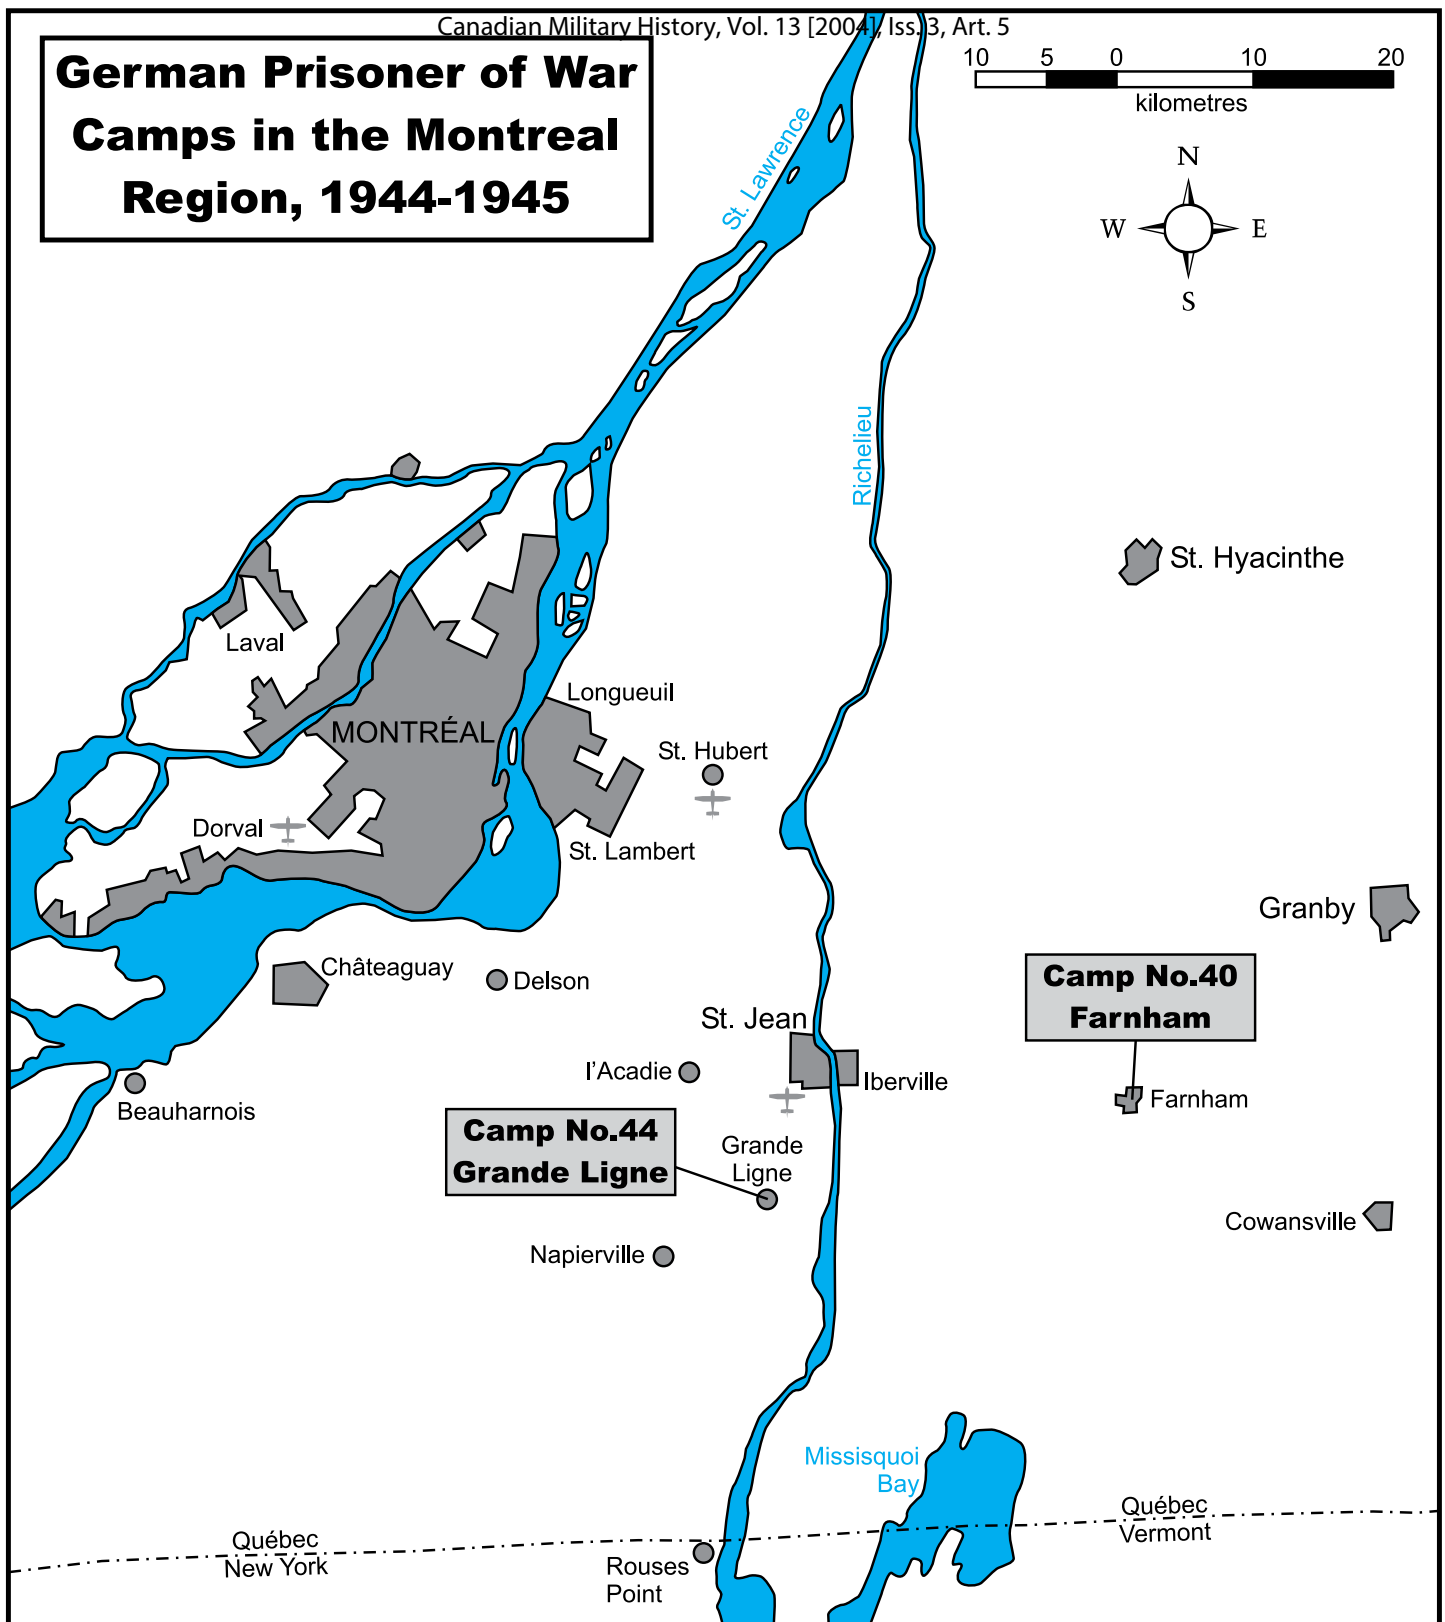 Canadian Military History, Vol. 13 [2004], Iss. 3, Art. 5
German Prisoner of War
Camps in the Montreal
Region, 1944-1945
10 5 0 10 20
kilometres
N
W E
S
St. Lawrence
Richelieu
St. Hyacinthe
Laval
Longueuil
MONTRÉAL
St. Hubert
Dorval
St. Lambert
Granby
Châteaguay
Delson
Camp No.40
Farnham
St. Jean
l'Acadie
Iberville
Beauharnois
Farnham
Camp No.44
Grande Ligne
Grande
Ligne
Cowansville
Napierville
Missisquoi
Bay
Québec
Vermont
Québec
New York
Rouses
Point